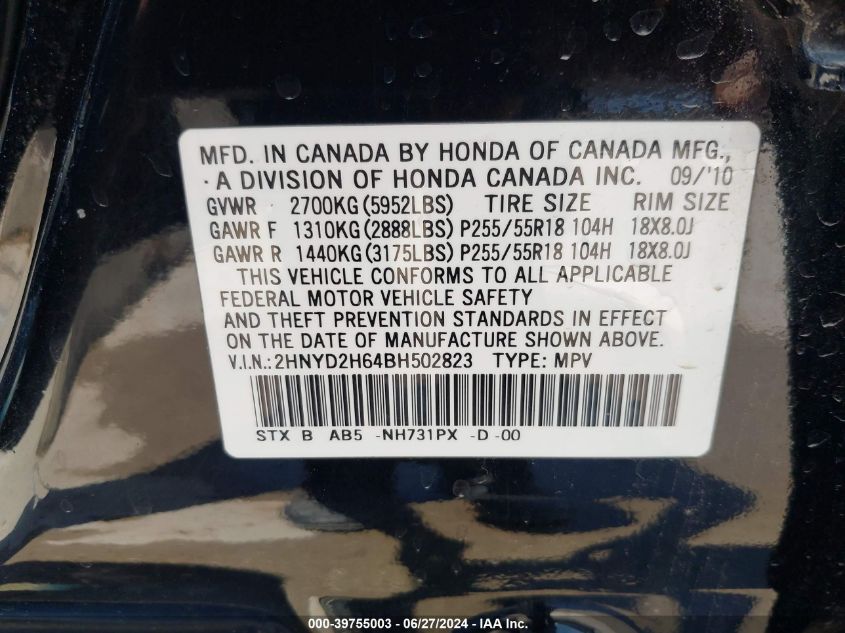 MFD. IN CANADA BY HONDA OF CANADA MFG.,
·A DIVISION OF HONDA CANADA INC. 09/'10
GVWR 2700KG(5952LBS) TIRE SIZE RIM SIZE
GAWR F 1310KG(2888LBS) P255/55R18 104H 18X8.0J
GAWR R 1440KG(3175LBS) P255/55R18 104H 18X8.0J
THIS VEHICLE CONFORMS TO ALL APPLICABLE
FEDERAL MOTOR VEHICLE SAFETY
AND THEFT PREVENTION STANDARDS IN EFFECT
ON THE DATE OF MANUFACTURE SHOWN ABOVE.
V.I.N.:2HNYD2H64BH502823 TYPE: MPV
STX B AB5 -NH731PX -D -00
000-39755003 - 06/27/2024 - IAA Inc.